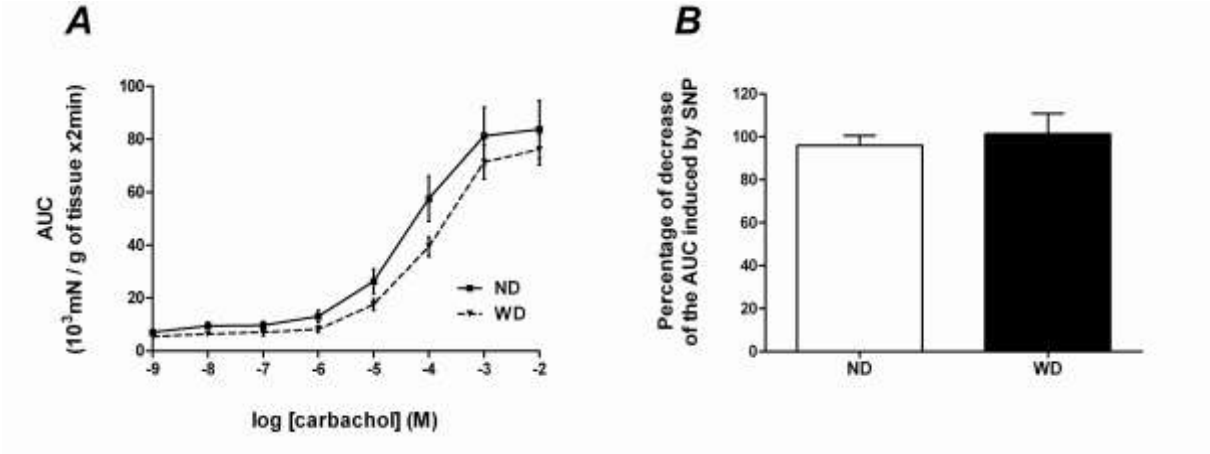 A
AUC
(10³mN / g of tissue x2min)
100
80
60
40
20
0
-9 -8 -7 -6 -5 -4 -3 -2
log [carbachol] (M)
ND
WD
B
Percentage of decrease
of the AUC induced by SNP
120
100
80
60
40
20
0
ND WD